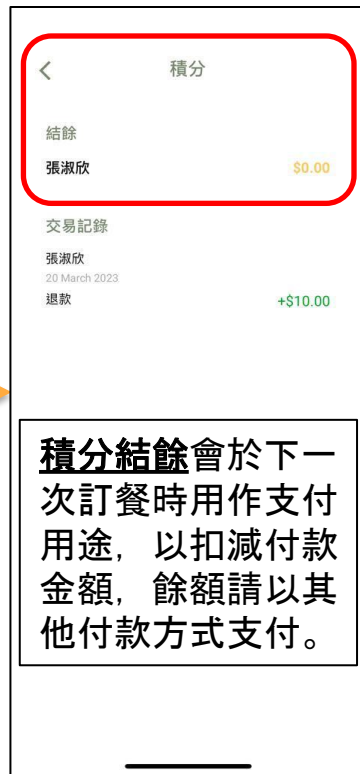 積分
結餘
張淑欣 $0.00
交易記錄
張淑欣
20 March 2023
退款 +$10.00
積分結餘會於下一
次訂餐時用作支付
用途，以扣減付款
金額，餘額請以其
他付款方式支付。